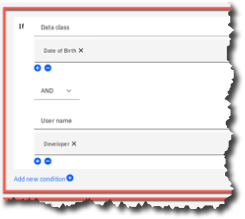 If Data class
Date of Birth ×
AND
User name
Developer ×
Add new condition